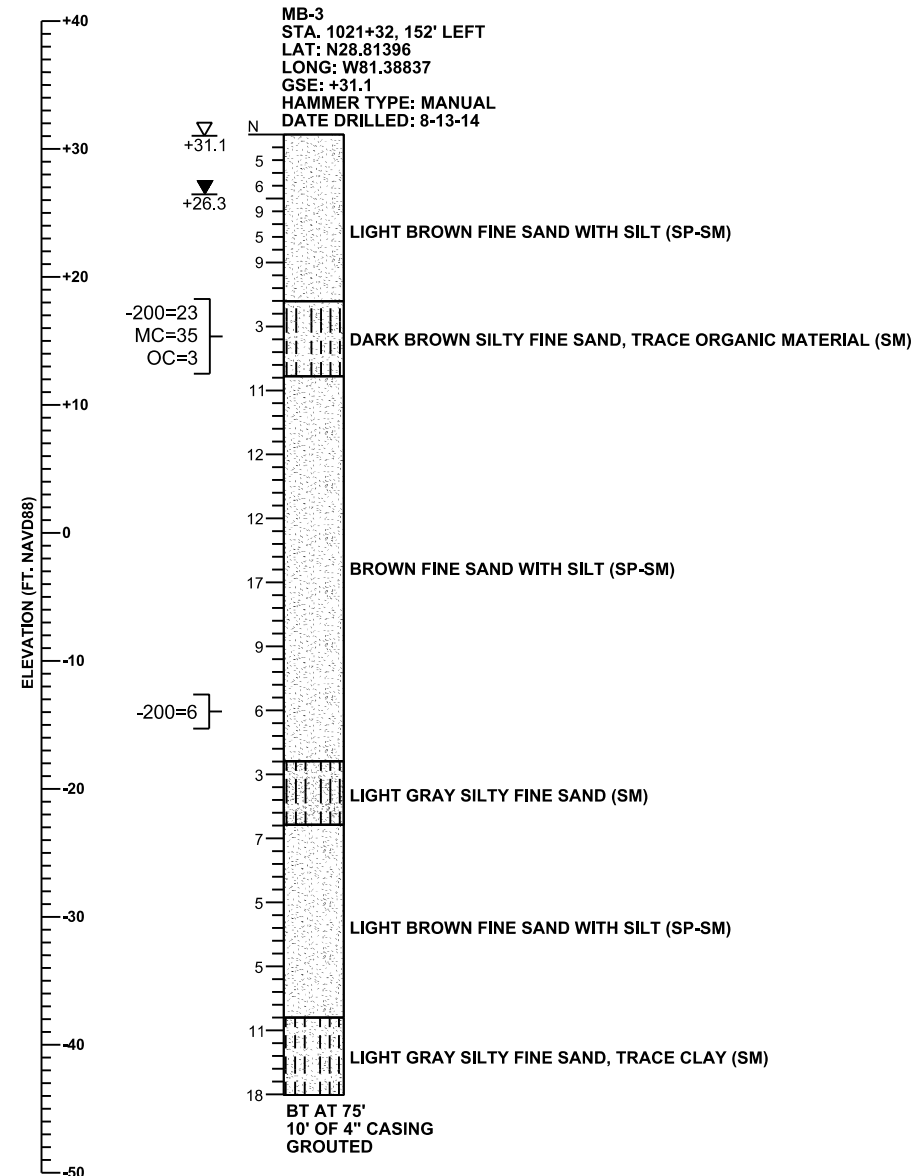 MB-3
STA. 1021+32, 152' LEFT
LAT: N28.81396
LONG: W81.38837
GSE: +31.1
HAMMER TYPE: MANUAL
DATE DRILLED: 8-13-14
ELEVATION (FT. NAVD88)
+40
+30
+20
+10
0
-10
-20
-30
-40
-50
+31.1
+26.3
N
5
6
9
5
9
3
11
12
12
17
9
6
3
7
5
5
11
18
-200=23
MC=35
OC=3
-200=6
LIGHT BROWN FINE SAND WITH SILT (SP-SM)
DARK BROWN SILTY FINE SAND, TRACE ORGANIC MATERIAL (SM)
BROWN FINE SAND WITH SILT (SP-SM)
LIGHT GRAY SILTY FINE SAND (SM)
LIGHT BROWN FINE SAND WITH SILT (SP-SM)
LIGHT GRAY SILTY FINE SAND, TRACE CLAY (SM)
BT AT 75'
10' OF 4" CASING
GROUTED